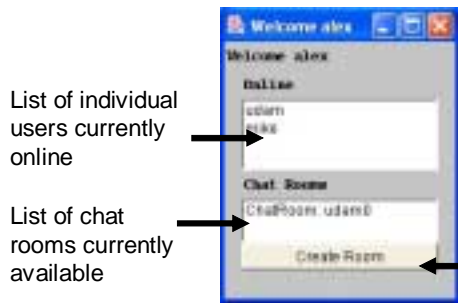 Welcome alex
Welcome alex
Online
List of individual
users currently
online
udam
mike
Chat Rooms
List of chat
rooms currently
available
ChatRoom: udam0
Create Room